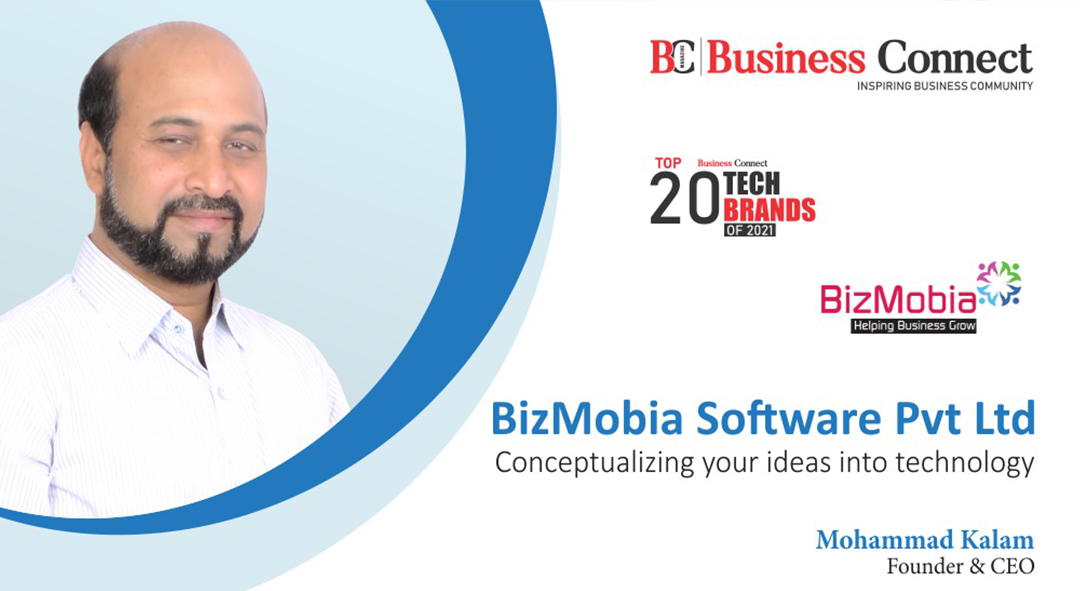 BC MAGAZINE Business Connect
INSPIRING BUSINESS COMMUNITY
TOP Business Connect
20 TECH
BRANDS
OF 2021
BizMobia
Helping Business Grow
BizMobia Software Pvt Ltd
Conceptualizing your ideas into technology
Mohammad Kalam
Founder & CEO